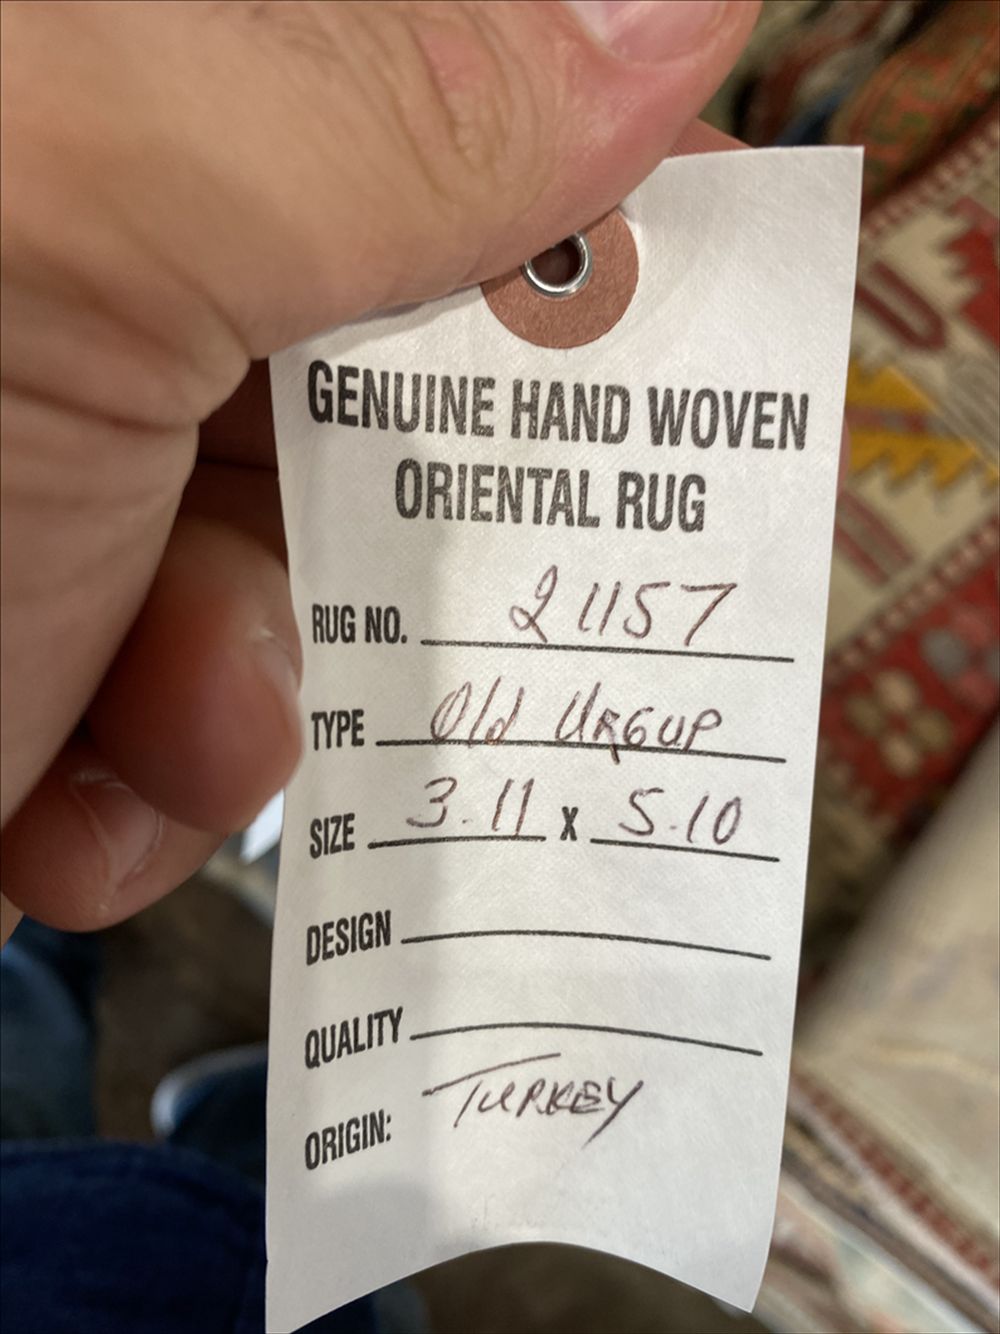 GENUINE HAND WOVEN
ORIENTAL RUG
RUG NO. 21157
TYPE Old URGUP
SIZE 3.11 x 5.10
DESIGN
QUALITY
ORIGIN: TURKEY